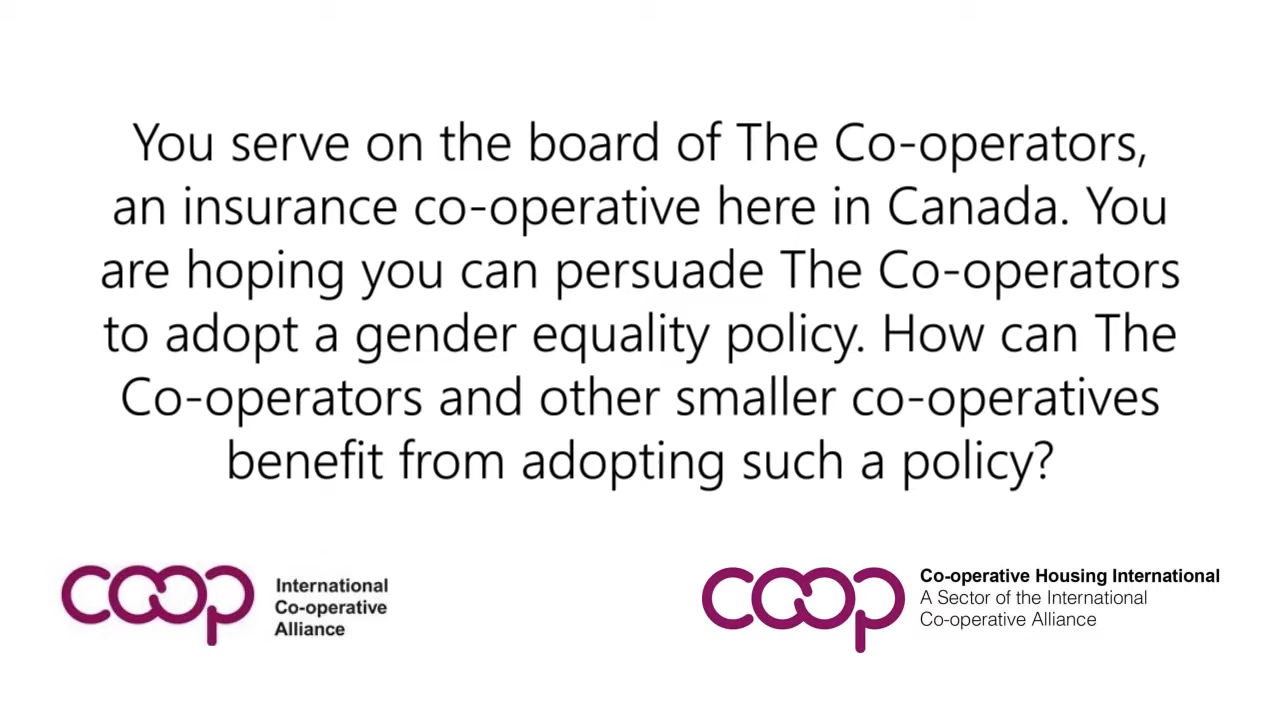 You serve on the board of The Co-operators,
an insurance co-operative here in Canada. You
are hoping you can persuade The Co-operators
to adopt a gender equality policy. How can The
Co-operators and other smaller co-operatives
benefit from adopting such a policy?
coop
International
Co-operative
Alliance
coop
Co-operative Housing International
A Sector of the International
Co-operative Alliance